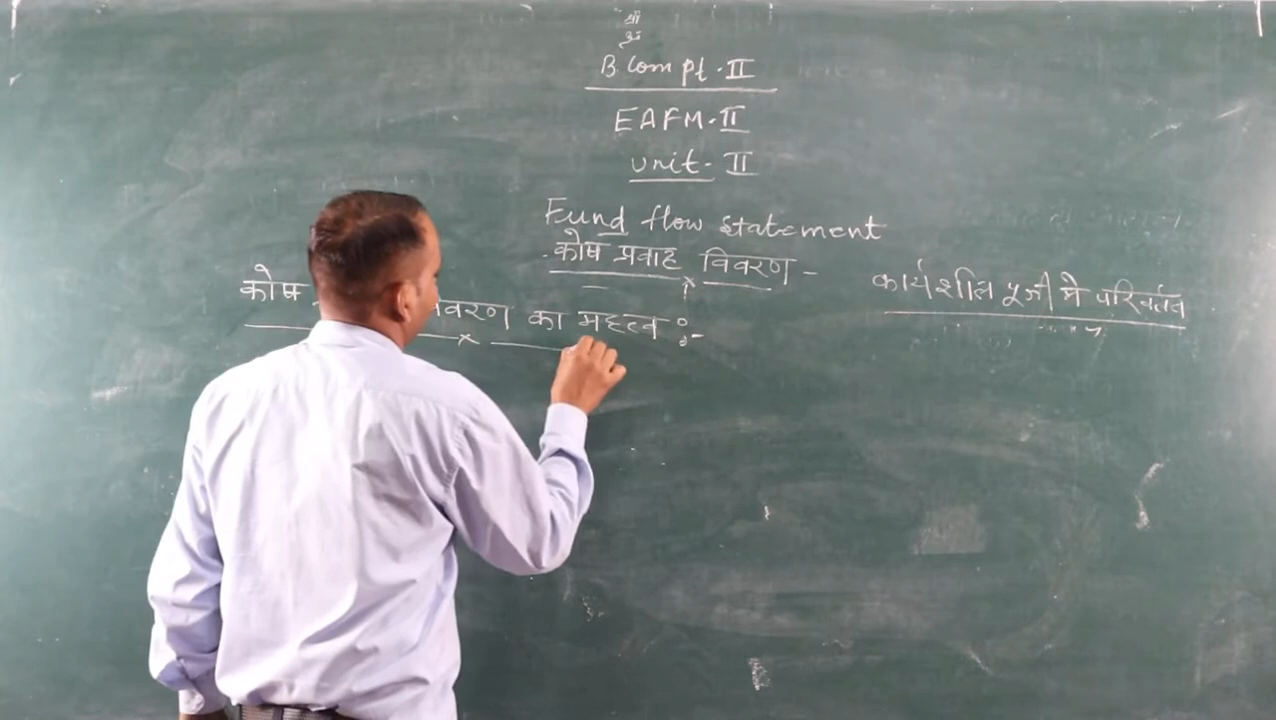 श्री
ॐ
B.Com Pt.II
EAFM.II
Unit-II
Fund flow statement
कोष प्रवाह विवरण - कार्यशील पूजी मे परिवर्तन
कोष वरण का महत्व :-